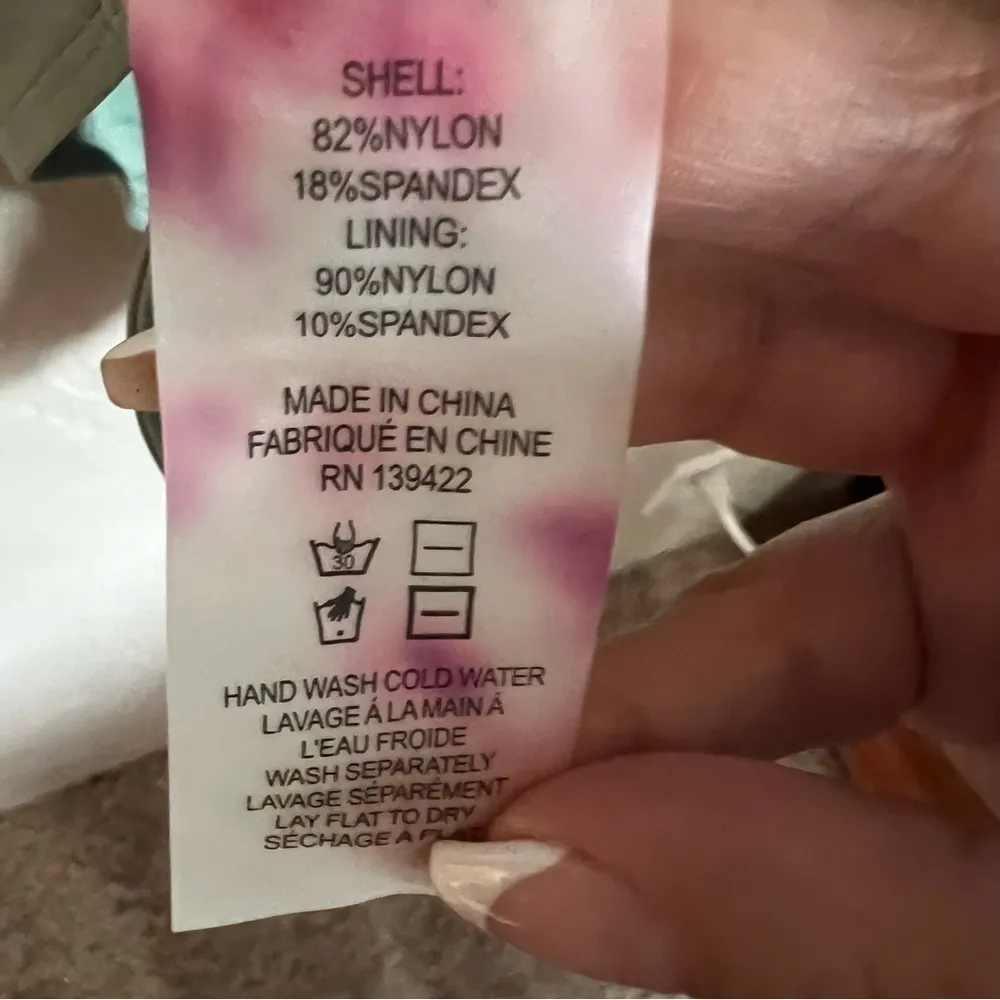 SHELL:
82%NYLON
18%SPANDEX
LINING:
90%NYLON
10%SPANDEX
MADE IN CHINA
FABRIQUÉ EN CHINE
RN 139422
30
HAND WASH COLD WATER
LAVAGE Á LA MAIN Á
L'EAU FROIDE
WASH SEPARATELY
LAVAGE SÉPARÉMENT
LAY FLAT TO DRY
SÉCHAGE A